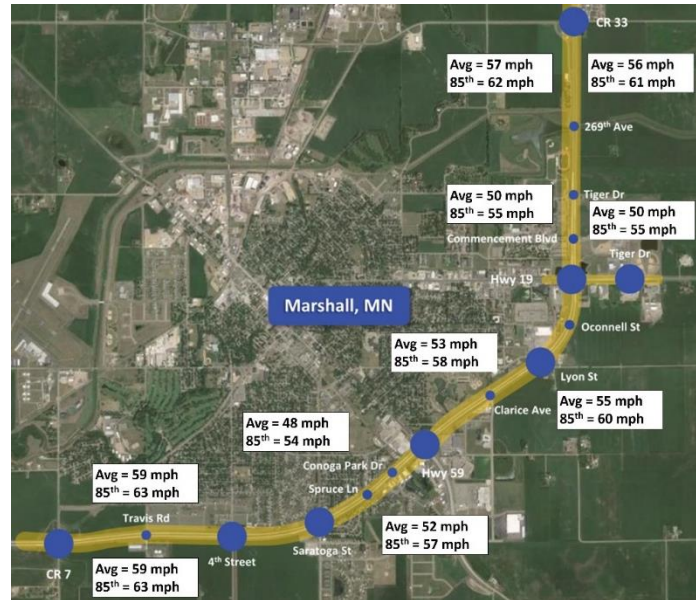 CR 33
Avg = 57 mph
85th = 62 mph
Avg = 56 mph
85th = 61 mph
269th Ave
Avg = 50 mph
85th = 55 mph
Tiger Dr
Avg = 50 mph
85th = 55 mph
Commencement Blvd
Tiger Dr
Hwy 19
Marshall, MN
Oconnell St
Avg = 53 mph
85th = 58 mph
Lyon St
Clarice Ave
Avg = 55 mph
85th = 60 mph
Avg = 48 mph
85th = 54 mph
Hwy 59
Conoga Park Dr
Spruce Ln
Avg = 59 mph
85th = 63 mph
Travis Rd
Avg = 52 mph
85th = 57 mph
Saratoga St
4th Street
CR 7
Avg = 59 mph
85th = 63 mph